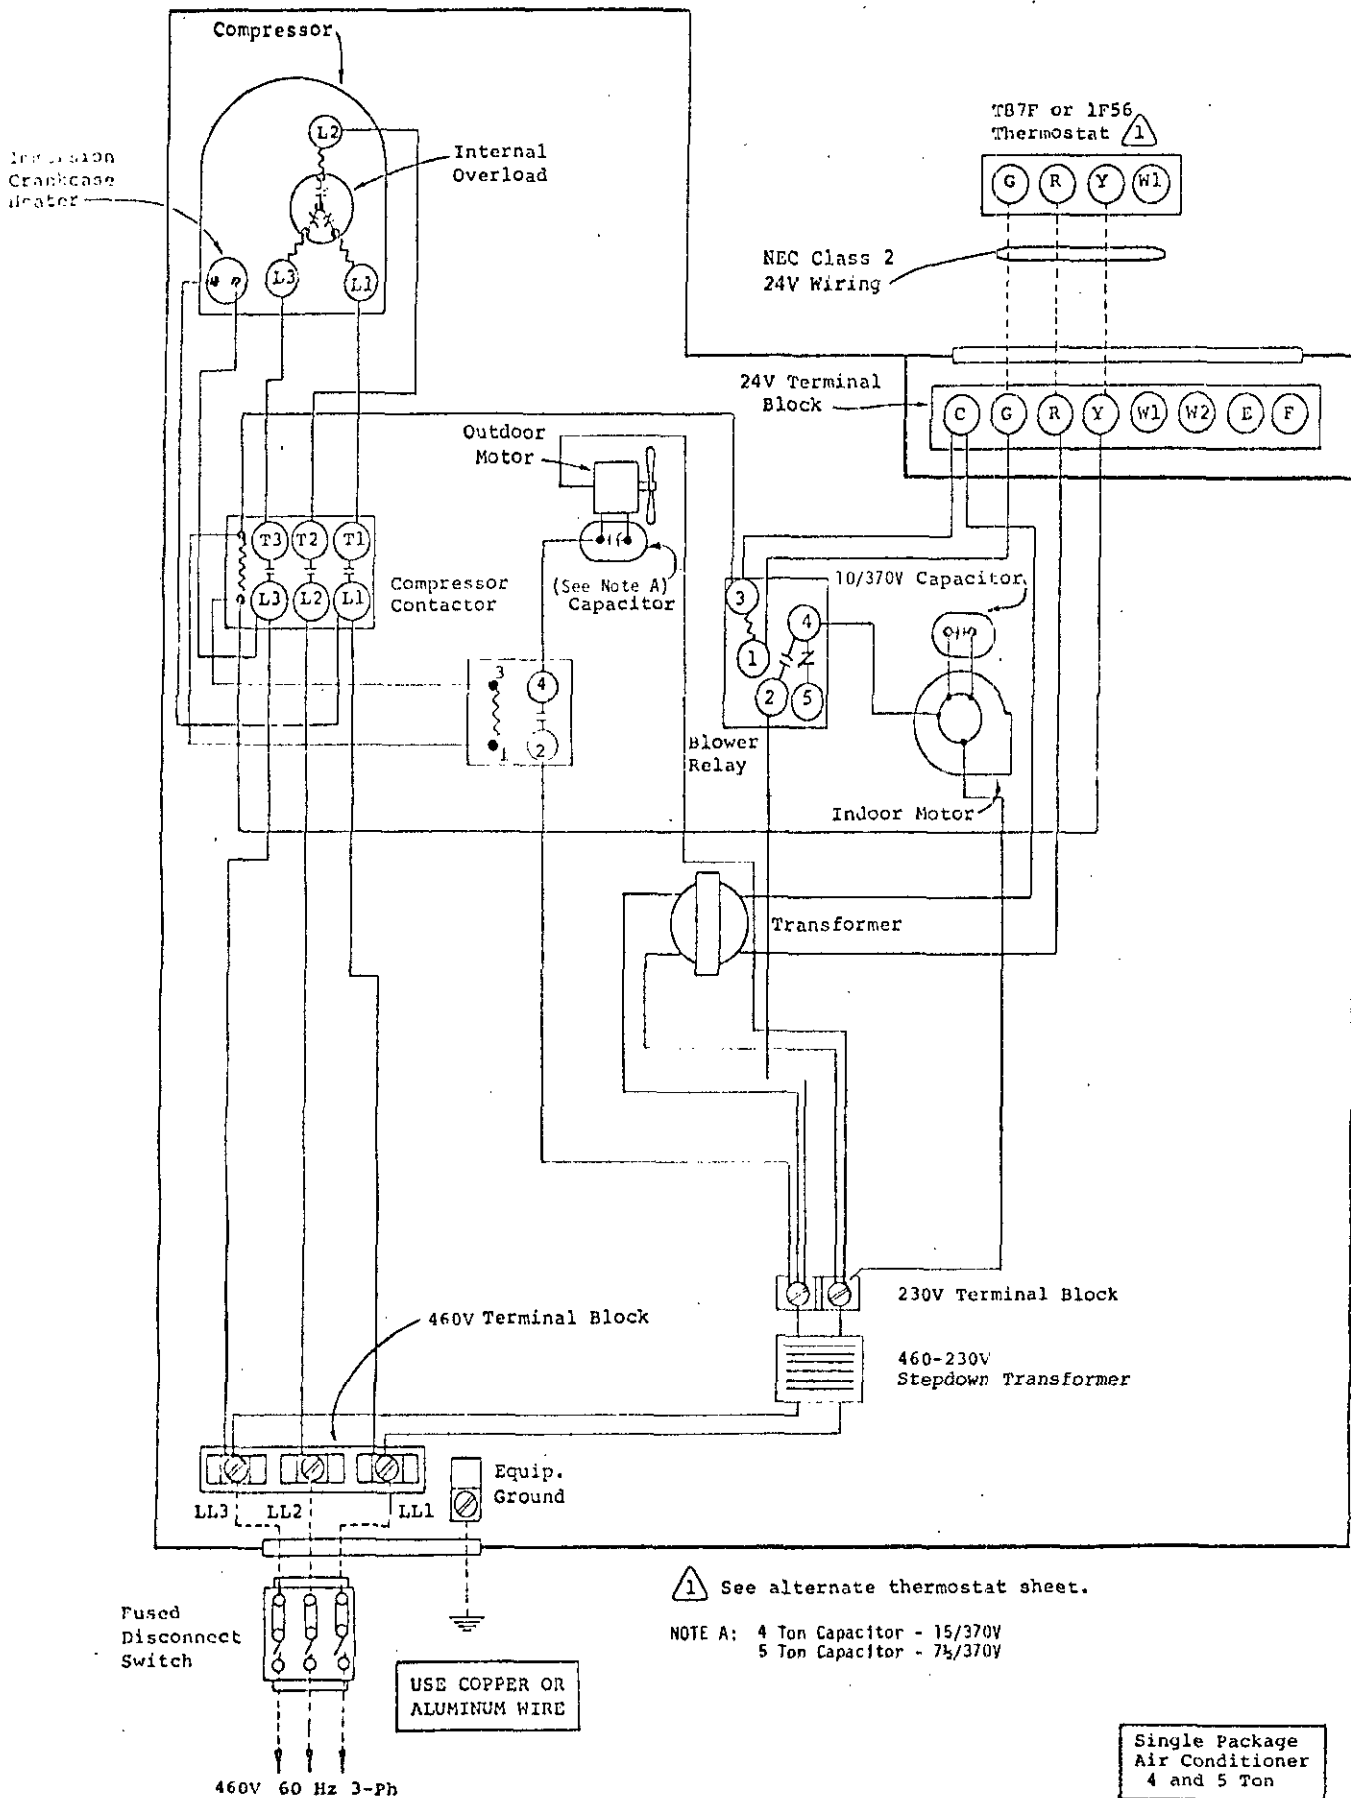 Compressor
L2
Internal
Overload
Crankcase
Heater
L3
L1
T87F or 1F56
Thermostat 1
G R Y W1
NEC Class 2
24V Wiring
24V Terminal
Block
C G R Y W1 W2 E F
Outdoor
Motor
(See Note A)
Capacitor
T3 T2 T1
L3 L2 L1
Compressor
Contactor
10/370V Capacitor
3
1
4
2
5
Blower
Relay
3
4
1
2
Indoor Motor
Transformer
230V Terminal Block
460-230V
Stepdown Transformer
460V Terminal Block
LL3 LL2 LL1
Equip.
Ground
Fused
Disconnect
Switch
460V 60 Hz 3-Ph
USE COPPER OR
ALUMINUM WIRE
1 See alternate thermostat sheet.
NOTE A: 4 Ton Capacitor - 15/370V
5 Ton Capacitor - 7½/370V
Single Package
Air Conditioner
4 and 5 Ton